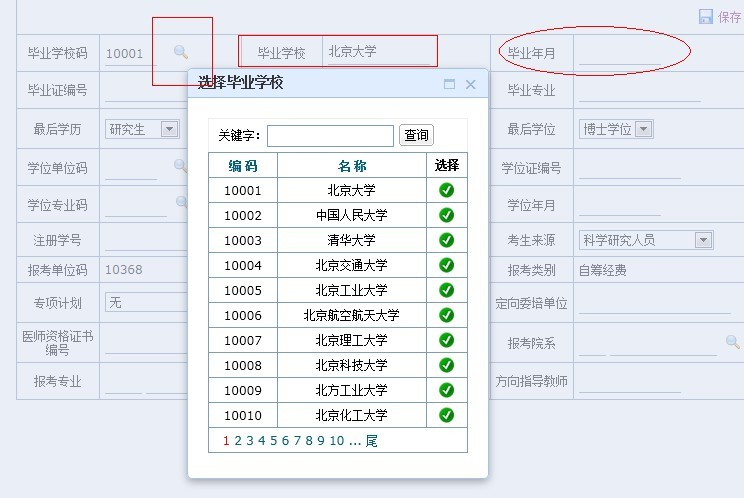 保存
毕业学校码 10001 毕业学校 北京大学 毕业年月
毕业证编号 毕业专业
最后学历 研究生 最后学位 博士学位
学位单位码 学位证编号
学位专业码 学位年月
注册学号 考生来源 科学研究人员
报考单位码 10368 报考类别 自筹经费
专项计划 无 定向委培单位
医师资格证书
编号 报考院系
报考专业 方向指导教师
选择毕业学校
关键字: 查询
编 码 名 称 选择
10001 北京大学
10002 中国人民大学
10003 清华大学
10004 北京交通大学
10005 北京工业大学
10006 北京航空航天大学
10007 北京理工大学
10008 北京科技大学
10009 北方工业大学
10010 北京化工大学
1 2 3 4 5 6 7 8 9 10 ... 尾